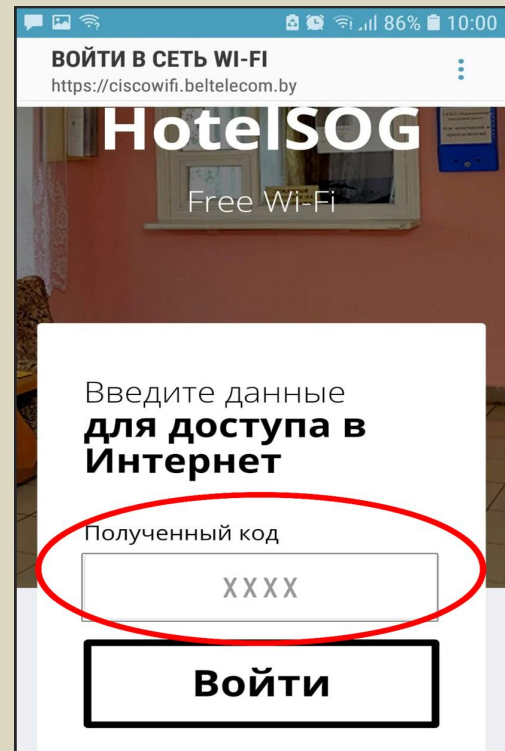 86% 10:00
ВОЙТИ В СЕТЬ WI-FI
https://ciscowifi.beltelecom.by
HotelSOG
Free Wi-Fi
Введите данные
для доступа в
Интернет
Полученный код
XXXX
Войти